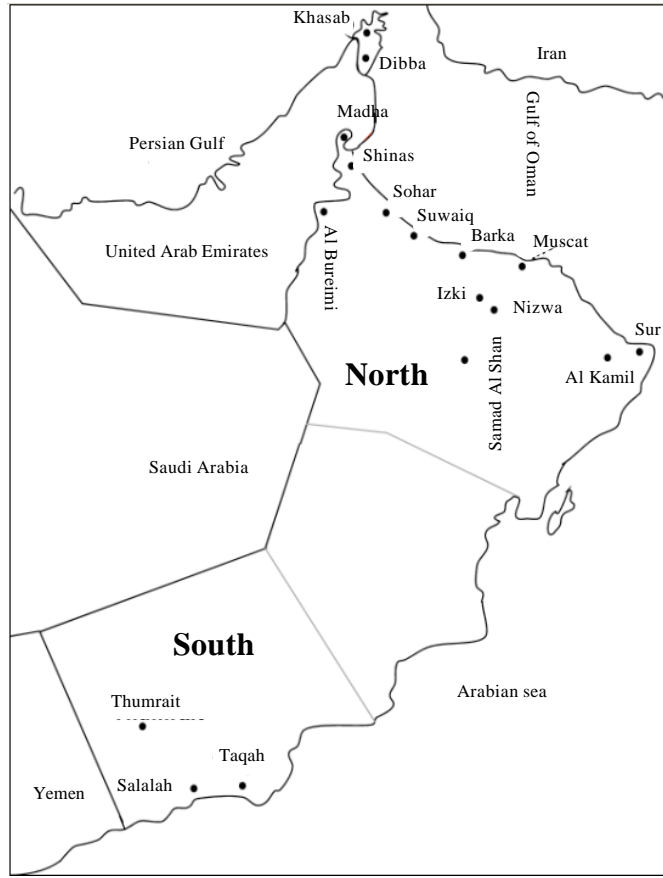 Khasab
Iran
Dibba
Gulf of Oman
Madha
Persian Gulf
Shinas
Sohar
Suwaiq
Barka
Muscat
United Arab Emirates
Al Bureimi
Izki
Nizwa
Sur
North
Samad Al Shan
Al Kamil
Saudi Arabia
South
Arabian sea
Thumrait
Taqah
Salalah
Yemen